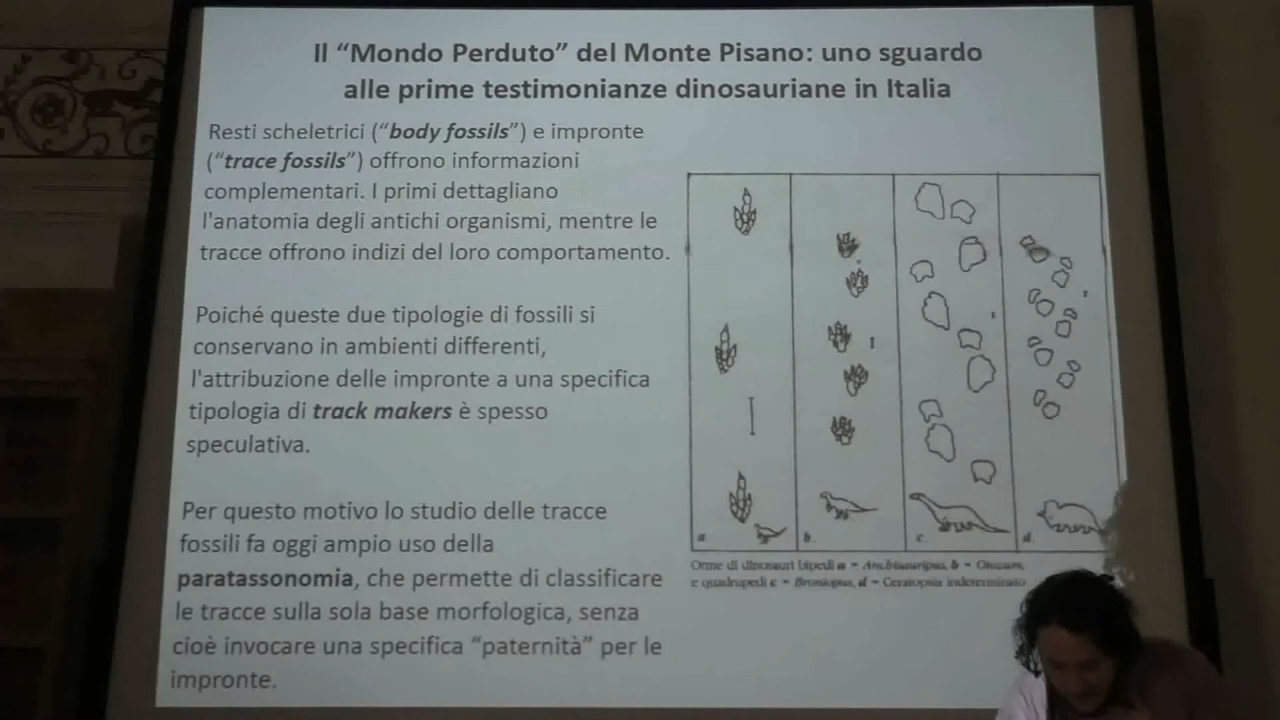 Il “Mondo Perduto” del Monte Pisano: uno sguardo
alle prime testimonianze dinosauriane in Italia
Resti scheletrici (“body fossils”) e impronte
(“trace fossils”) offrono informazioni
complementari. I primi dettagliano
l'anatomia degli antichi organismi, mentre le
tracce offrono indizi del loro comportamento.
Poiché queste due tipologie di fossili si
conservano in ambienti differenti,
l'attribuzione delle impronte a una specifica
tipologia di track makers è spesso
speculativa.
Per questo motivo lo studio delle tracce
fossili fa oggi ampio uso della
paratassonomia, che permette di classificare
le tracce sulla sola base morfologica, senza
cioè invocare una specifica “paternità” per le
impronte.
a. b. c. d.
Orme di dinosauri bipedi a = b =
e quadrupedi c = d = Ceratopsia indeterminato